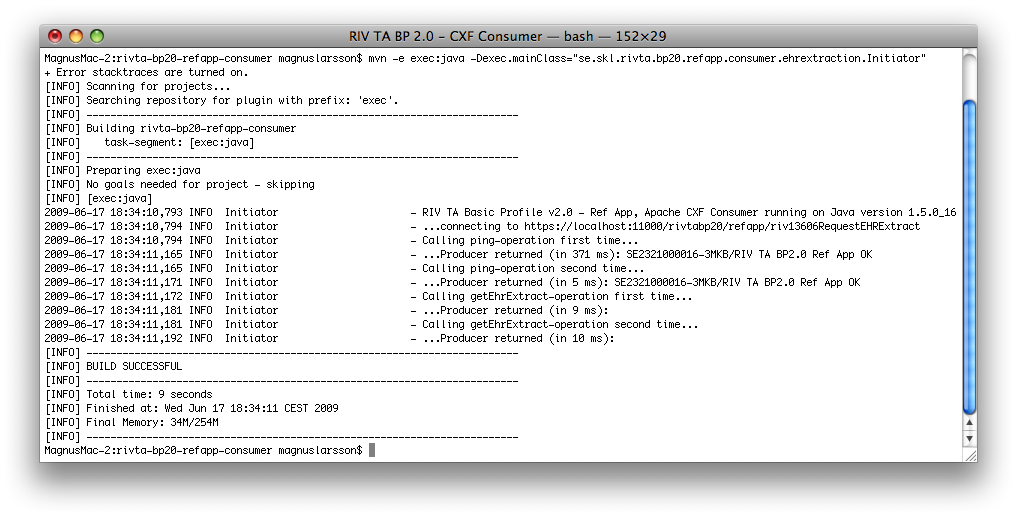 RIV TA BP 2.0 – CXF Consumer — bash — 152×29
MagnusMac-2:rivta-bp20-refapp-consumer magnuslarsson$ mvn -e exec:java -Dexec.mainClass="se.skl.rivta.bp20.refapp.consumer.ehrextraction.Initiator"
+ Error stacktraces are turned on.
[INFO] Scanning for projects...
[INFO] Searching repository for plugin with prefix: 'exec'.
[INFO] ------------------------------------------------------------------------
[INFO] Building rivta-bp20-refapp-consumer
[INFO]    task-segment: [exec:java]
[INFO] ------------------------------------------------------------------------
[INFO] Preparing exec:java
[INFO] No goals needed for project - skipping
[INFO] [exec:java]
2009-06-17 18:34:10,793 INFO  Initiator                      - RIV TA Basic Profile v2.0 - Ref App, Apache CXF Consumer running on Java version 1.5.0_16
2009-06-17 18:34:10,794 INFO  Initiator                      - ...connecting to https://localhost:11000/rivtabp20/refapp/riv13606RequestEHRExtract
2009-06-17 18:34:10,794 INFO  Initiator                      - Calling ping-operation first time...
2009-06-17 18:34:11,165 INFO  Initiator                      - ...Producer returned (in 371 ms): SE2321000016-3MKB/RIV TA BP2.0 Ref App OK
2009-06-17 18:34:11,165 INFO  Initiator                      - Calling ping-operation second time...
2009-06-17 18:34:11,171 INFO  Initiator                      - ...Producer returned (in 5 ms): SE2321000016-3MKB/RIV TA BP2.0 Ref App OK
2009-06-17 18:34:11,172 INFO  Initiator                      - Calling getEhrExtract-operation first time...
2009-06-17 18:34:11,181 INFO  Initiator                      - ...Producer returned (in 9 ms):
2009-06-17 18:34:11,181 INFO  Initiator                      - Calling getEhrExtract-operation second time...
2009-06-17 18:34:11,192 INFO  Initiator                      - ...Producer returned (in 10 ms):
[INFO] ------------------------------------------------------------------------
[INFO] BUILD SUCCESSFUL
[INFO] ------------------------------------------------------------------------
[INFO] Total time: 9 seconds
[INFO] Finished at: Wed Jun 17 18:34:11 CEST 2009
[INFO] Final Memory: 34M/254M
[INFO] ------------------------------------------------------------------------
MagnusMac-2:rivta-bp20-refapp-consumer magnuslarsson$